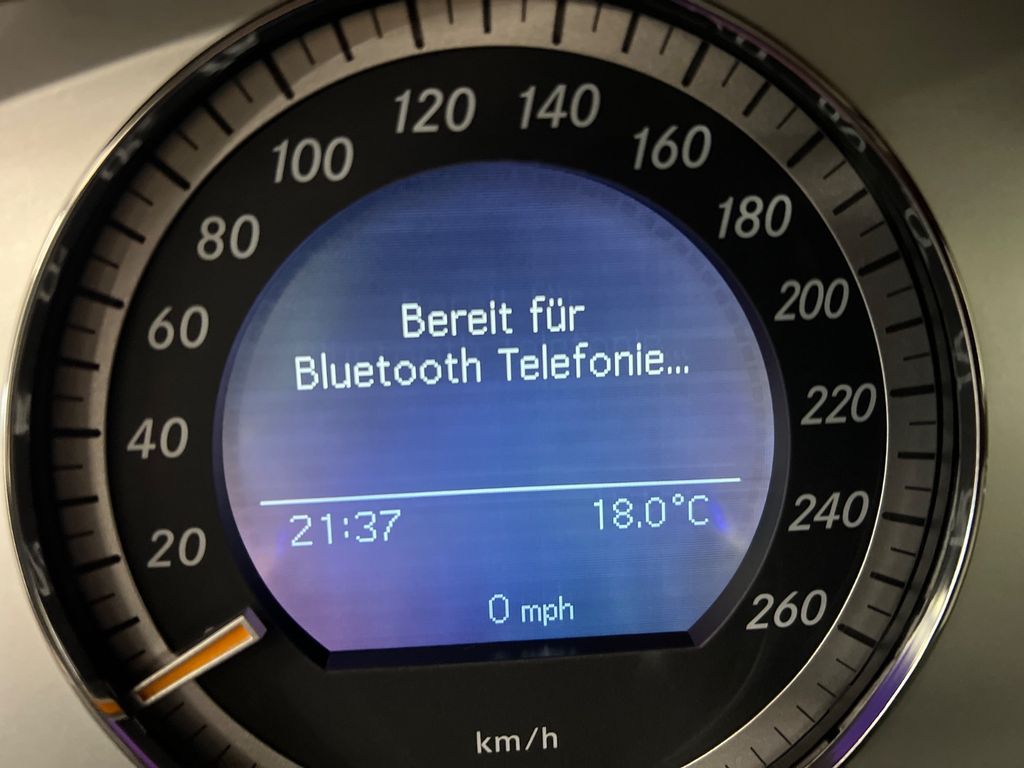 120 140
100 160
80 180
60 200
40 220
20 240
260
Bereit für
Bluetooth Telefonie...
21:37 18.0°C
0 mph
km/h